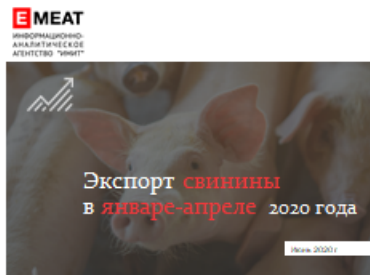 EMEAT
ИНФОРМАЦИОННО-
АНАЛИТИЧЕСКОЕ
АГЕНТСТВО "ИМИТ"
Экспорт свинины
в январе-апреле 2020 года
Июнь 2020 г